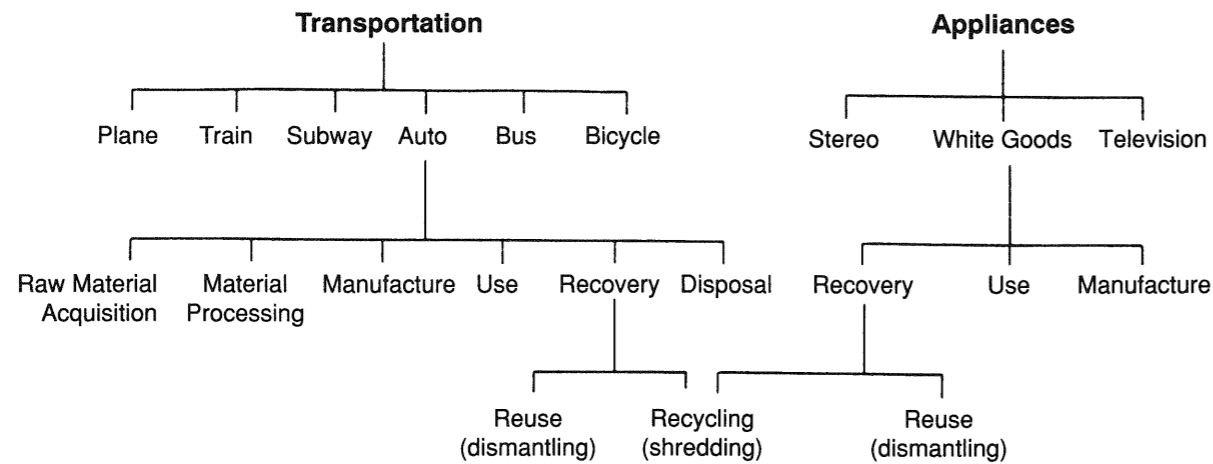 Transportation
Appliances
Plane
Train
Subway
Auto
Bus
Bicycle
Stereo
White Goods
Television
Raw Material
Acquisition
Material
Processing
Manufacture
Use
Recovery
Disposal
Recovery
Use
Manufacture
Reuse
(dismantling)
Recycling
(shredding)
Reuse
(dismantling)